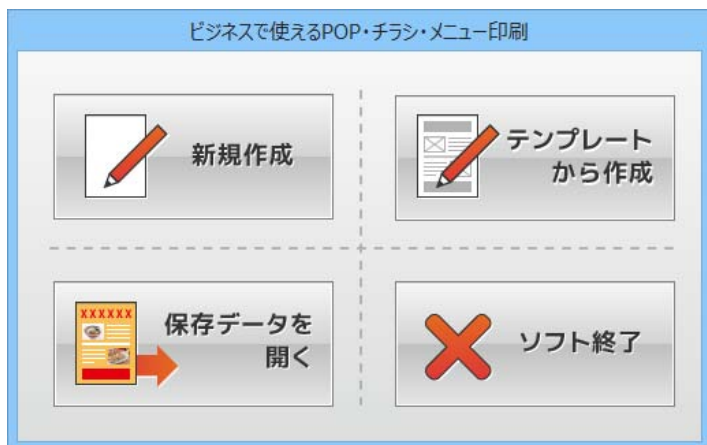 ビジネスで使えるPOP・チラシ・メニュー印刷
新規作成
テンプレート
から作成
XXXXXX
保存データを
開く
ソフト終了